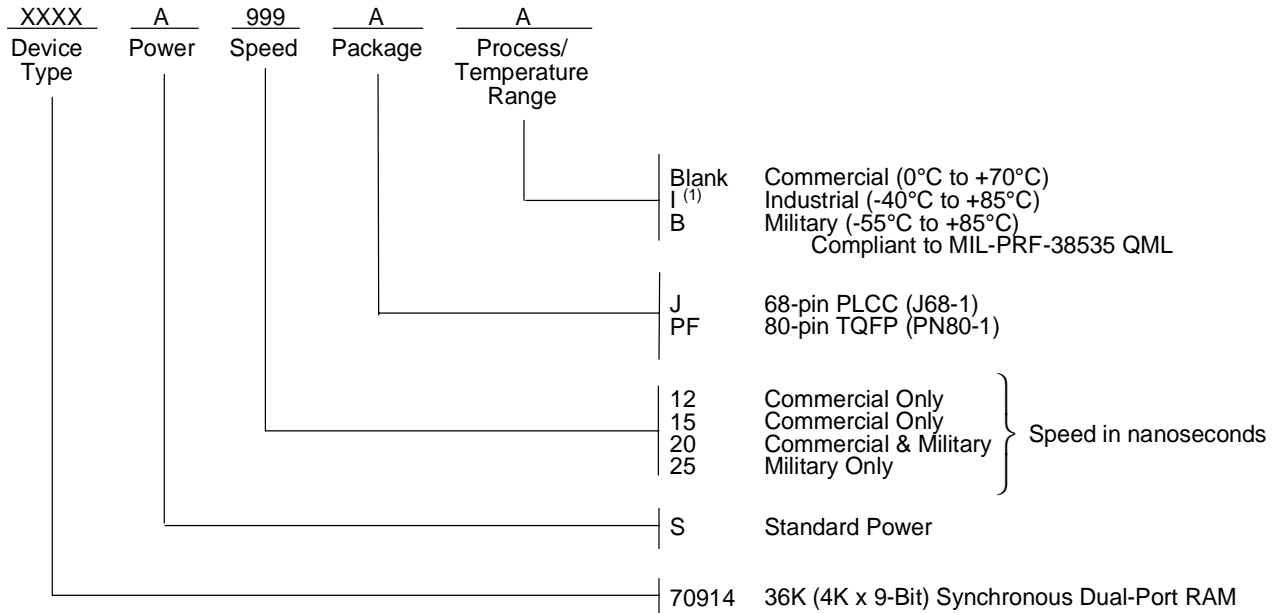 XXXX A 999 A A
Device Type Power Speed Package Process/ Temperature Range
Blank Commercial (0°C to +70°C)
I (1) Industrial (-40°C to +85°C)
B Military (-55°C to +85°C)
Compliant to MIL-PRF-38535 QML
J 68-pin PLCC (J68-1)
PF 80-pin TQFP (PN80-1)
12 Commercial Only
15 Commercial Only
20 Commercial & Military
25 Military Only
Speed in nanoseconds
S Standard Power
70914 36K (4K x 9-Bit) Synchronous Dual-Port RAM